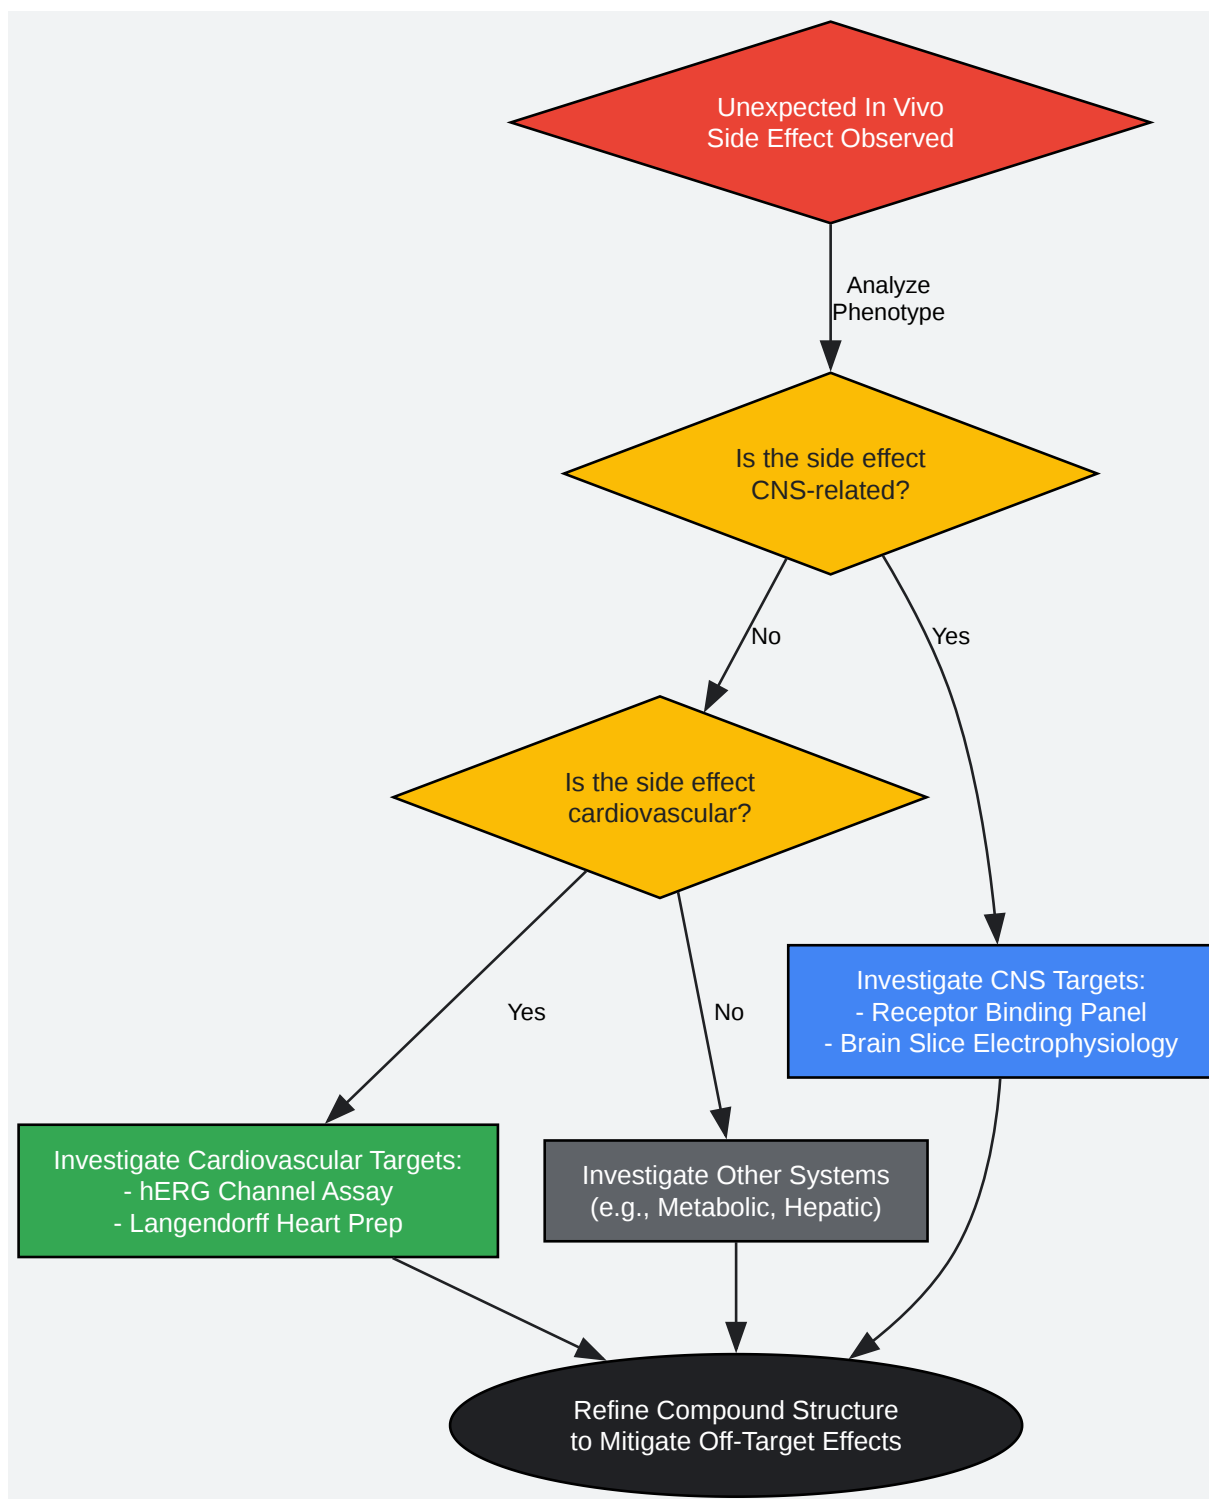 Unexpected In Vivo
Side Effect Observed
Analyze
Phenotype
Is the side effect
CNS-related?
No
Yes
Is the side effect
cardiovascular?
Yes
No
Investigate CNS Targets:
- Receptor Binding Panel
- Brain Slice Electrophysiology
Investigate Cardiovascular Targets:
- hERG Channel Assay
- Langendorff Heart Prep
Investigate Other Systems
(e.g., Metabolic, Hepatic)
Refine Compound Structure
to Mitigate Off-Target Effects